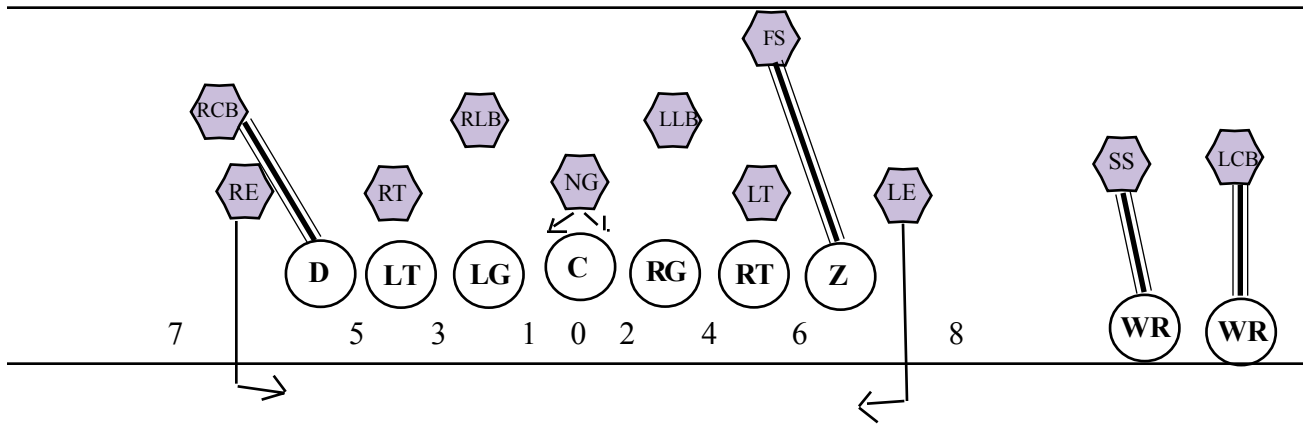 FS
RCB RLB LLB SS LCB
RE RT NG LT LE
D LT LG C RG RT Z
7 5 3 1 0 2 4 6 8 WR WR